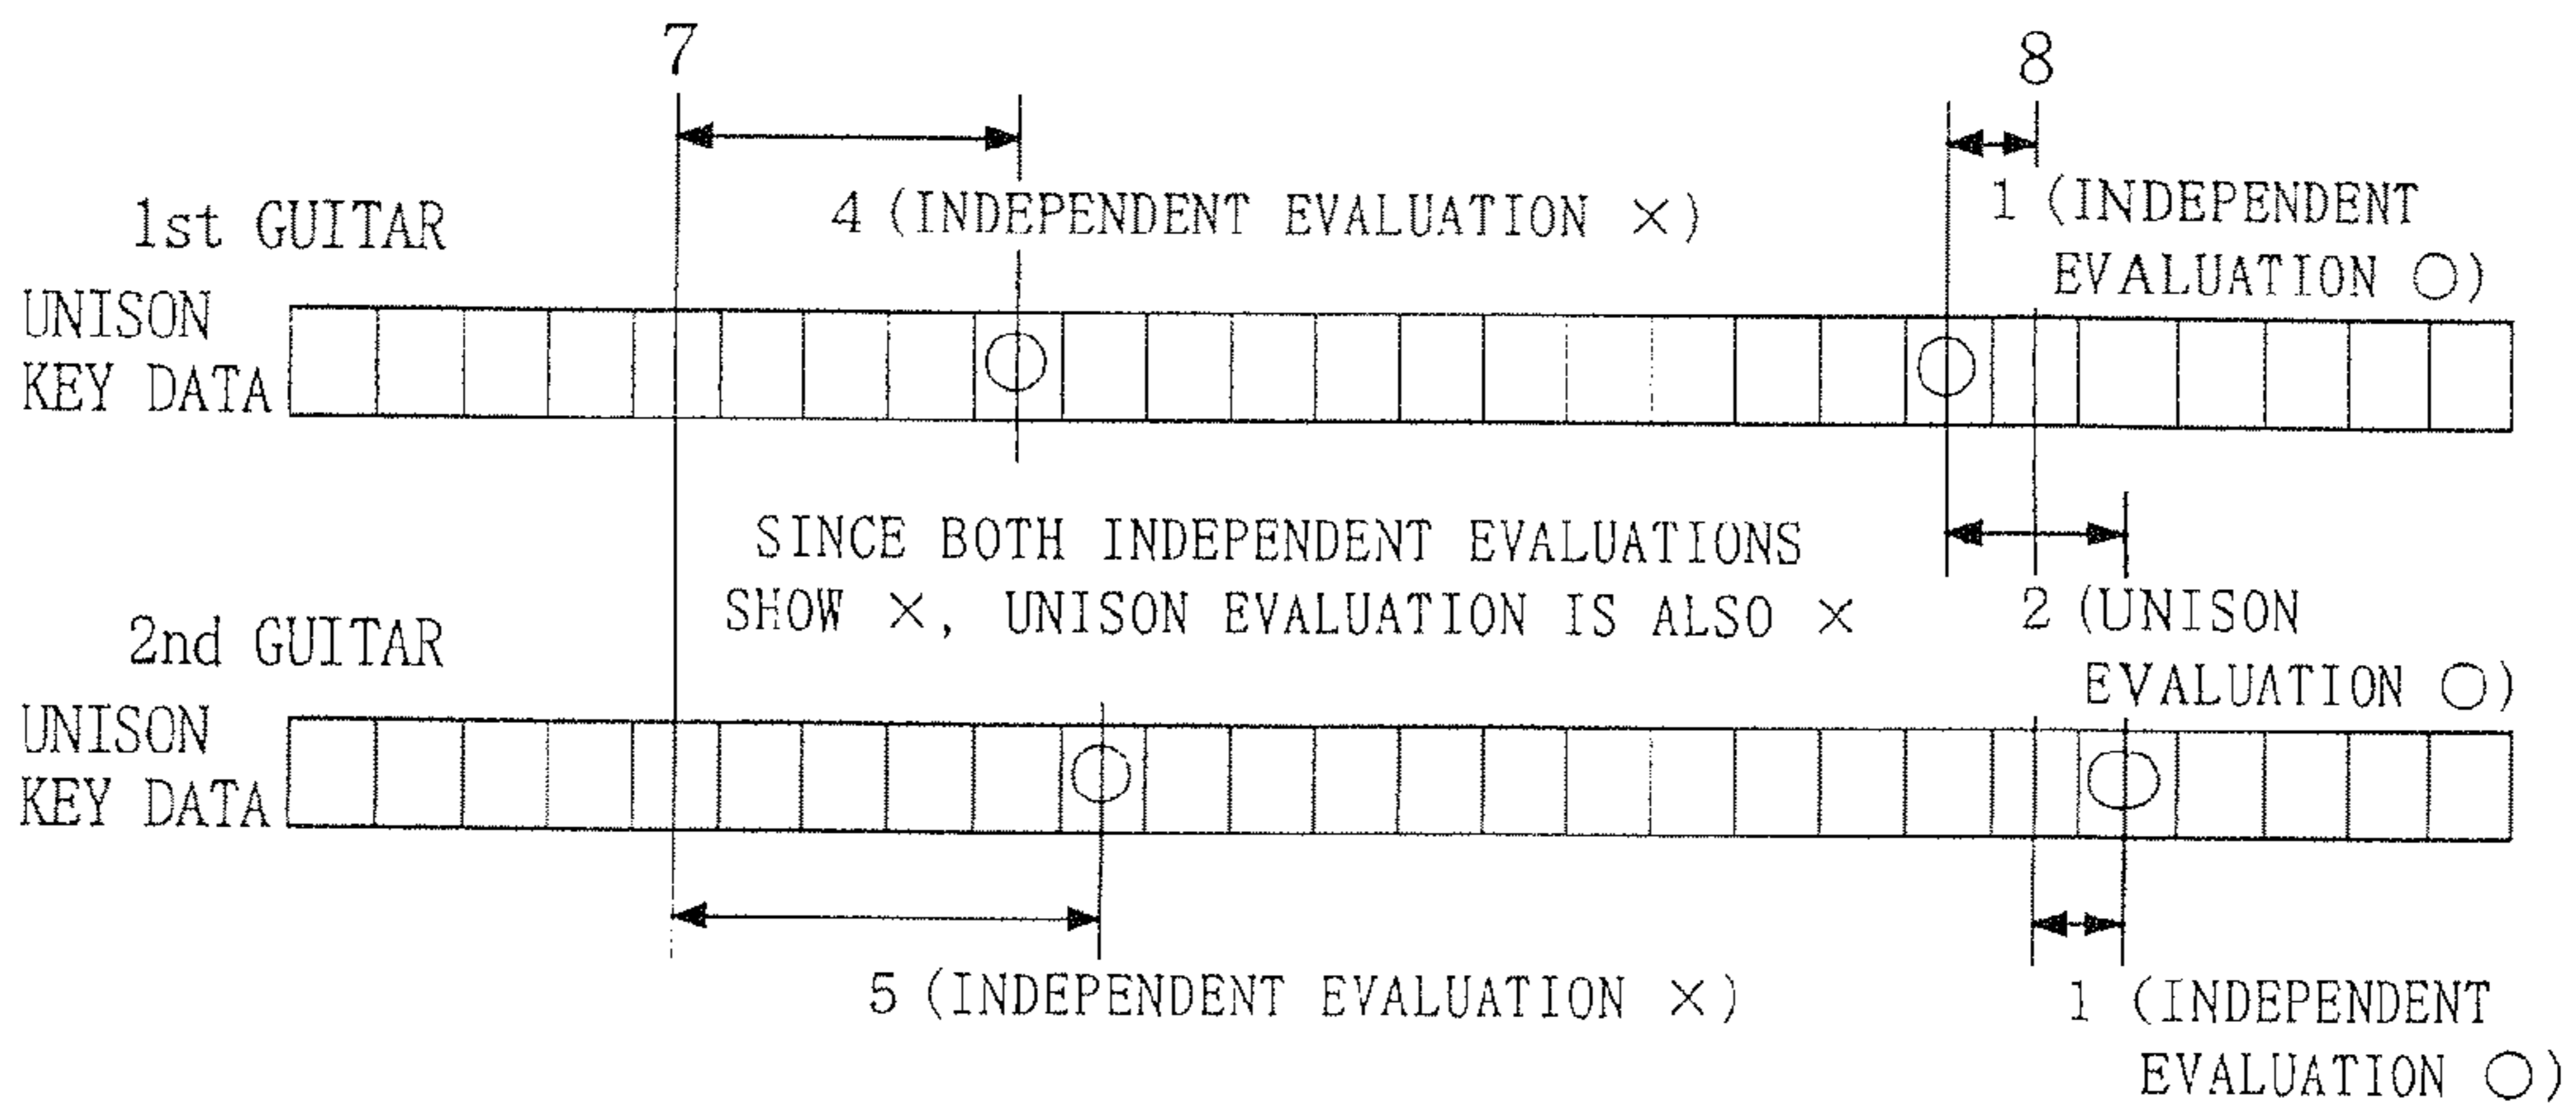 7
8
4 (INDEPENDENT EVALUATION ×)
1 (INDEPENDENT
EVALUATION ○)
1st GUITAR
UNISON
KEY DATA
SINCE BOTH INDEPENDENT EVALUATIONS
SHOW ×, UNISON EVALUATION IS ALSO ×
2 (UNISON
EVALUATION ○)
2nd GUITAR
UNISON
KEY DATA
5 (INDEPENDENT EVALUATION ×)
1 (INDEPENDENT
EVALUATION ○)